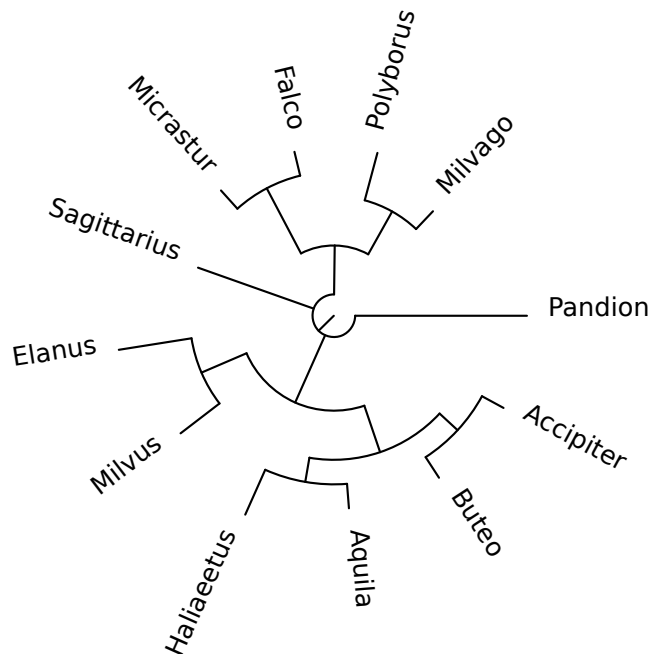 Polyborus
Falco
Micrastur
Milvago
Sagittarius
Pandion
Elanus
Accipiter
Milvus
Buteo
Haliaeetus
Aquila